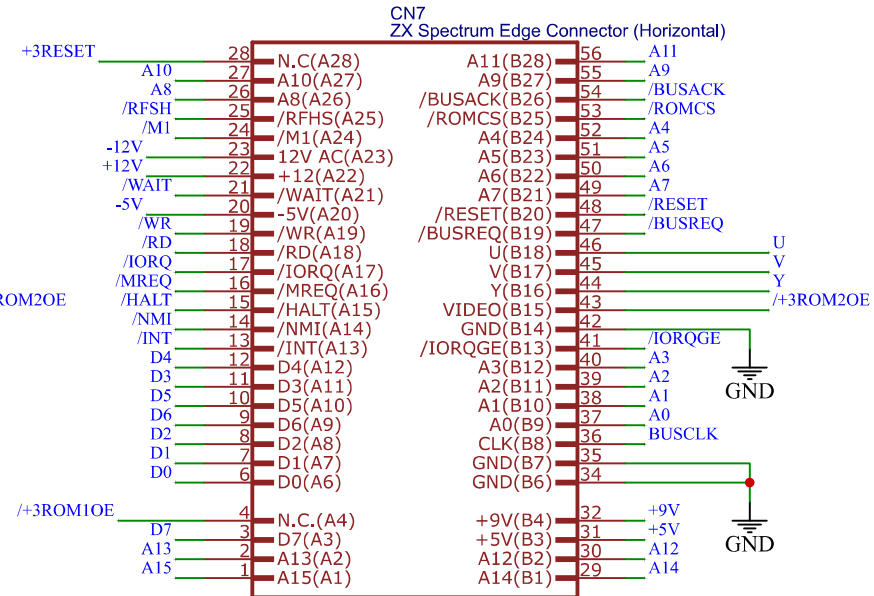 CN7
ZX Spectrum Edge Connector (Horizontal)
+3RESET 28 N.C(A28) A11(B28) 56 A11
A10 27 A10(A27) A9(B27) 55 A9
A8 26 A8(A26) /BUSACK(B26) 54 /BUSACK
/RFSH 25 /RFHS(A25) /ROMCS(B25) 53 /ROMCS
/M1 24 /M1(A24) A4(B24) 52 A4
-12V 23 12V AC(A23) A5(B23) 51 A5
+12V 22 +12(A22) A6(B22) 50 A6
/WAIT 21 /WAIT(A21) A7(B21) 49 A7
-5V 20 -5V(A20) /RESET(B20) 48 /RESET
/WR 19 /WR(A19) /BUSREQ(B19) 47 /BUSREQ
/RD 18 /RD(A18) U(B18) 46 U
/IORQ 17 /IORQ(A17) V(B17) 45 V
/MREQ 16 /MREQ(A16) Y(B16) 44 Y
ROM2OE /HALT 15 /HALT(A15) VIDEO(B15) 43 /+3ROM2OE
/NMI 14 /NMI(A14) GND(B14) 42
/INT 13 /INT(A13) /IORQGE(B13) 41 /IORQGE
D4 12 D4(A12) A3(B12) 40 A3
D3 11 D3(A11) A2(B11) 39 A2
GND
D5 10 D5(A10) A1(B10) 38 A1
D6 9 D6(A9) A0(B9) 37 A0
D2 8 D2(A8) CLK(B8) 36 BUSCLK
D1 7 D1(A7) GND(B7) 35
D0 6 D0(A6) GND(B6) 34
/+3ROM1OE 4 N.C.(A4) +9V(B4) 32 +9V
D7 3 D7(A3) +5V(B3) 31 +5V
GND
A13 2 A13(A2) A12(B2) 30 A12
A15 1 A15(A1) A14(B1) 29 A14